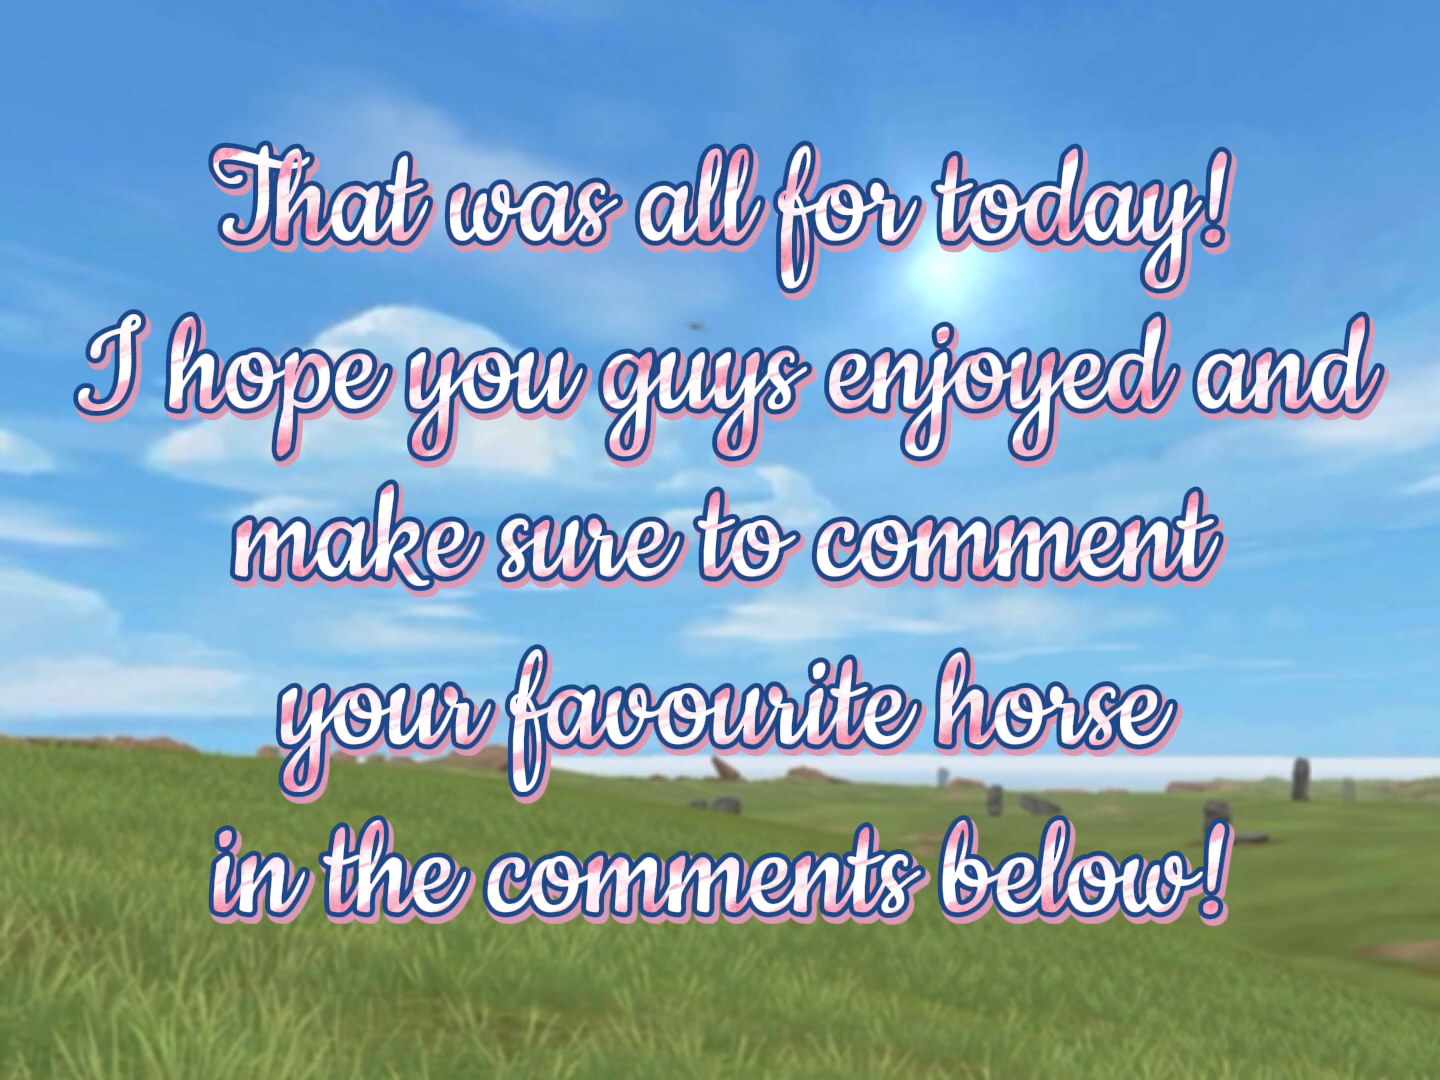 That was all for today!
I hope you guys enjoyed and
make sure to comment
your favourite horse
in the comments below!